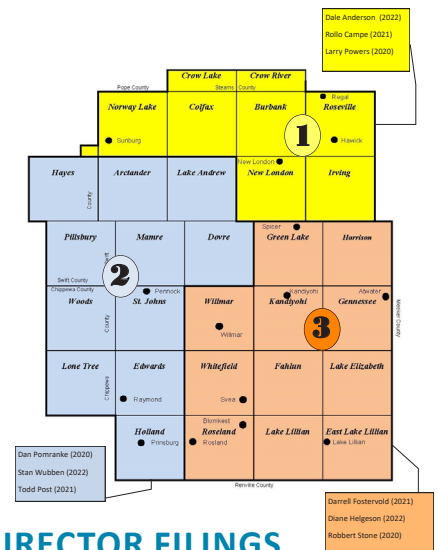 Dale Anderson (2022)
Rollo Campe (2021)
Larry Powers (2020)
Crow Lake
Crow River
Pope County
Stearns County
Regal
Norway Lake
Colfax
Burbank
Roseville
1
Sunburg
Hawick
New London
Hayes
Arctander
Lake Andrew
New London
Irving
County
Spicer
Pillsbury
Mamre
Dovre
Green Lake
Harrison
Swift
2
Swift County
Chippewa County
Pennock
Kandiyohi
Atwater
Woods
St. Johns
Willmar
Kandiyohi
Gennessee
County
3
Meeker County
Willmar
Lone Tree
Edwards
Whitefield
Fahlun
Lake Elizabeth
Chippewa
Raymond
Svea
Blomkest
Holland
Roseland
Lake Lillian
East Lake Lillian
Prinsburg
Rosland
Lake Lillian
Renville County
Dan Pomranke (2020)
Stan Wubben (2022)
Todd Post (2021)
Darrell Fostervold (2021)
Diane Helgeson (2022)
Robbert Stone (2020)
IRECTOR FILINGS